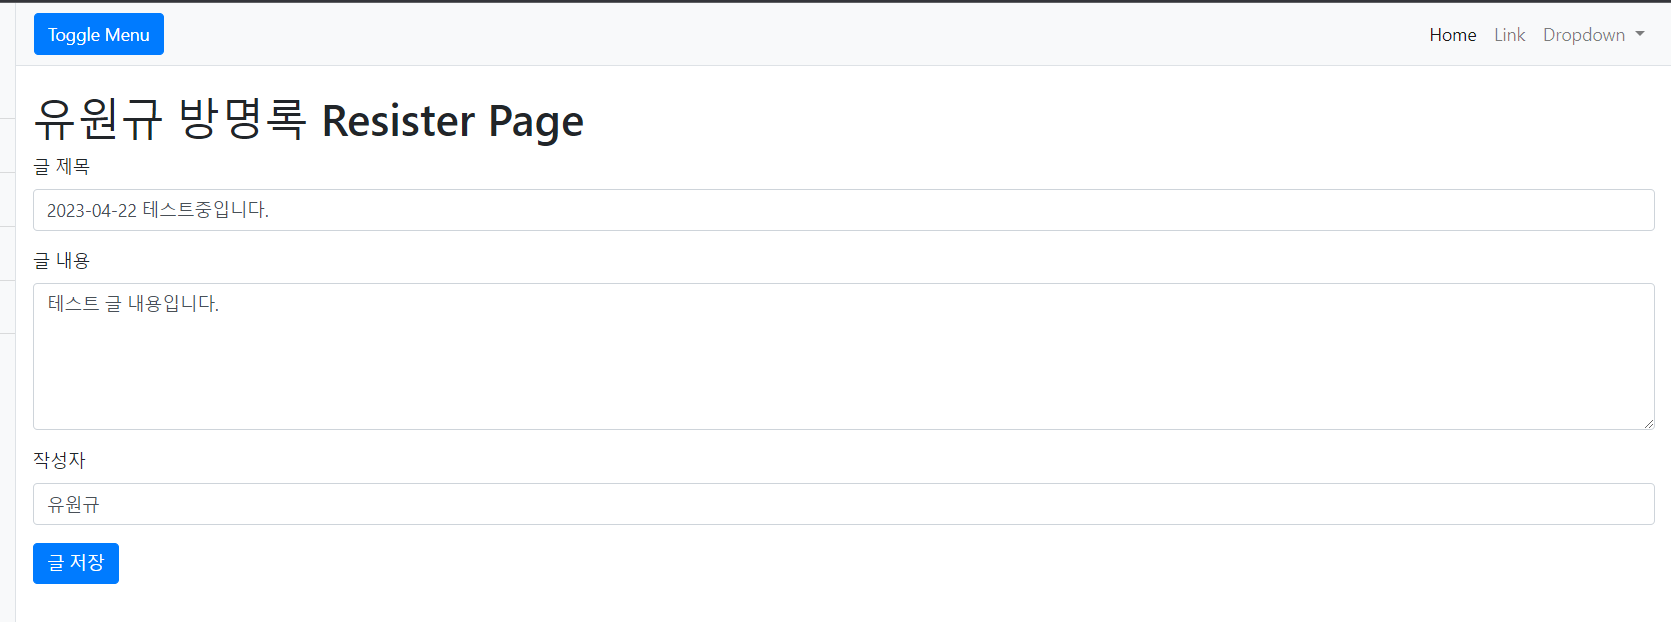 Toggle Menu Home Link Dropdown
유원규 방명록 Resister Page
글 제목
2023-04-22 테스트중입니다.
글 내용
테스트 글 내용입니다.
작성자
유원규
글 저장